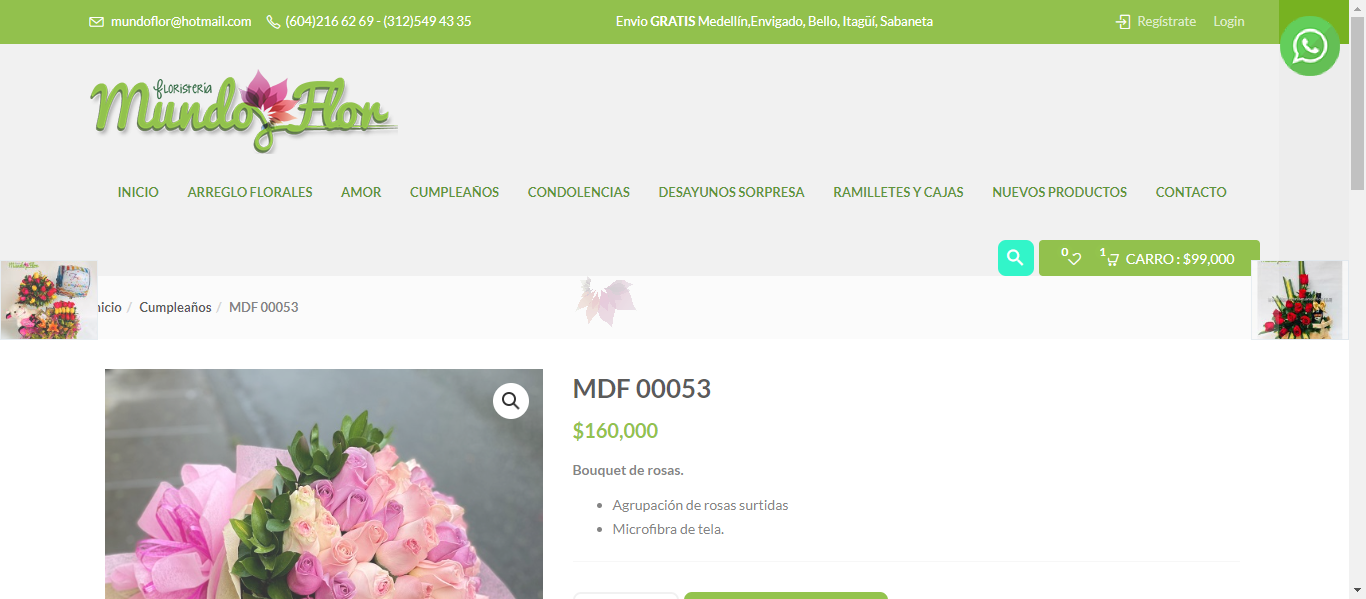 mundoflor@hotmail.com (604)216 62 69 - (312)549 43 35 Envio GRATIS Medellín,Envigado, Bello, Itagüí, Sabaneta Regístrate Login
FLORISTERIA
Mundo Flor
INICIO ARREGLO FLORALES AMOR CUMPLEAÑOS CONDOLENCIAS DESAYUNOS SORPRESA RAMILLETES Y CAJAS NUEVOS PRODUCTOS CONTACTO
0 1 CARRO : $99,000
nicio / Cumpleaños / MDF 00053
MDF 00053
$160,000
Bouquet de rosas.
• Agrupación de rosas surtidas
• Microfibra de tela.